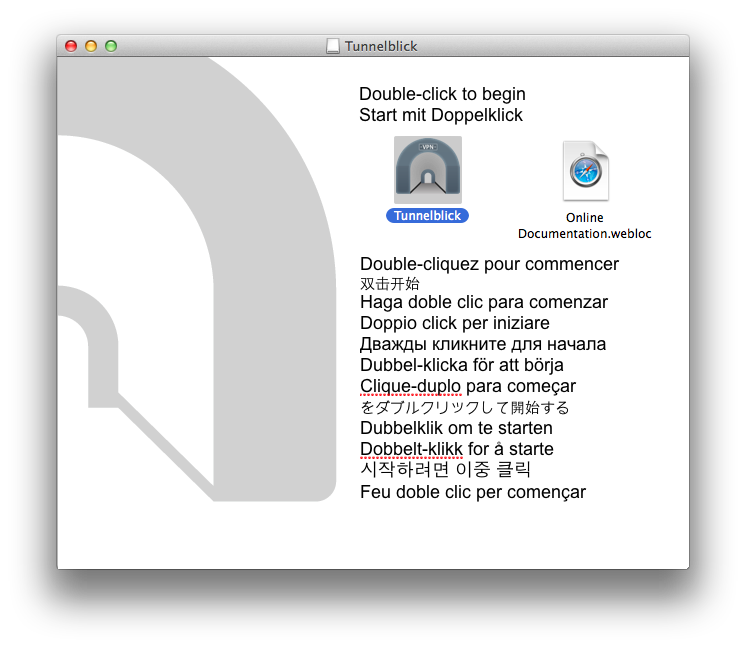 Tunnelblick
Double-click to begin
Start mit Doppelklick
VPN
Tunnelblick
Online
Documentation.webloc
Double-cliquez pour commencer
双击开始
Haga doble clic para comenzar
Doppio click per iniziare
Дважды кликните для начала
Dubbel-klicka för att börja
Clique-duplo para começar
をダブルクリックして開始する
Dubbelklik om te starten
Dobbelt-klikk for å starte
시작하려면 이중 클릭
Feu doble clic per començar